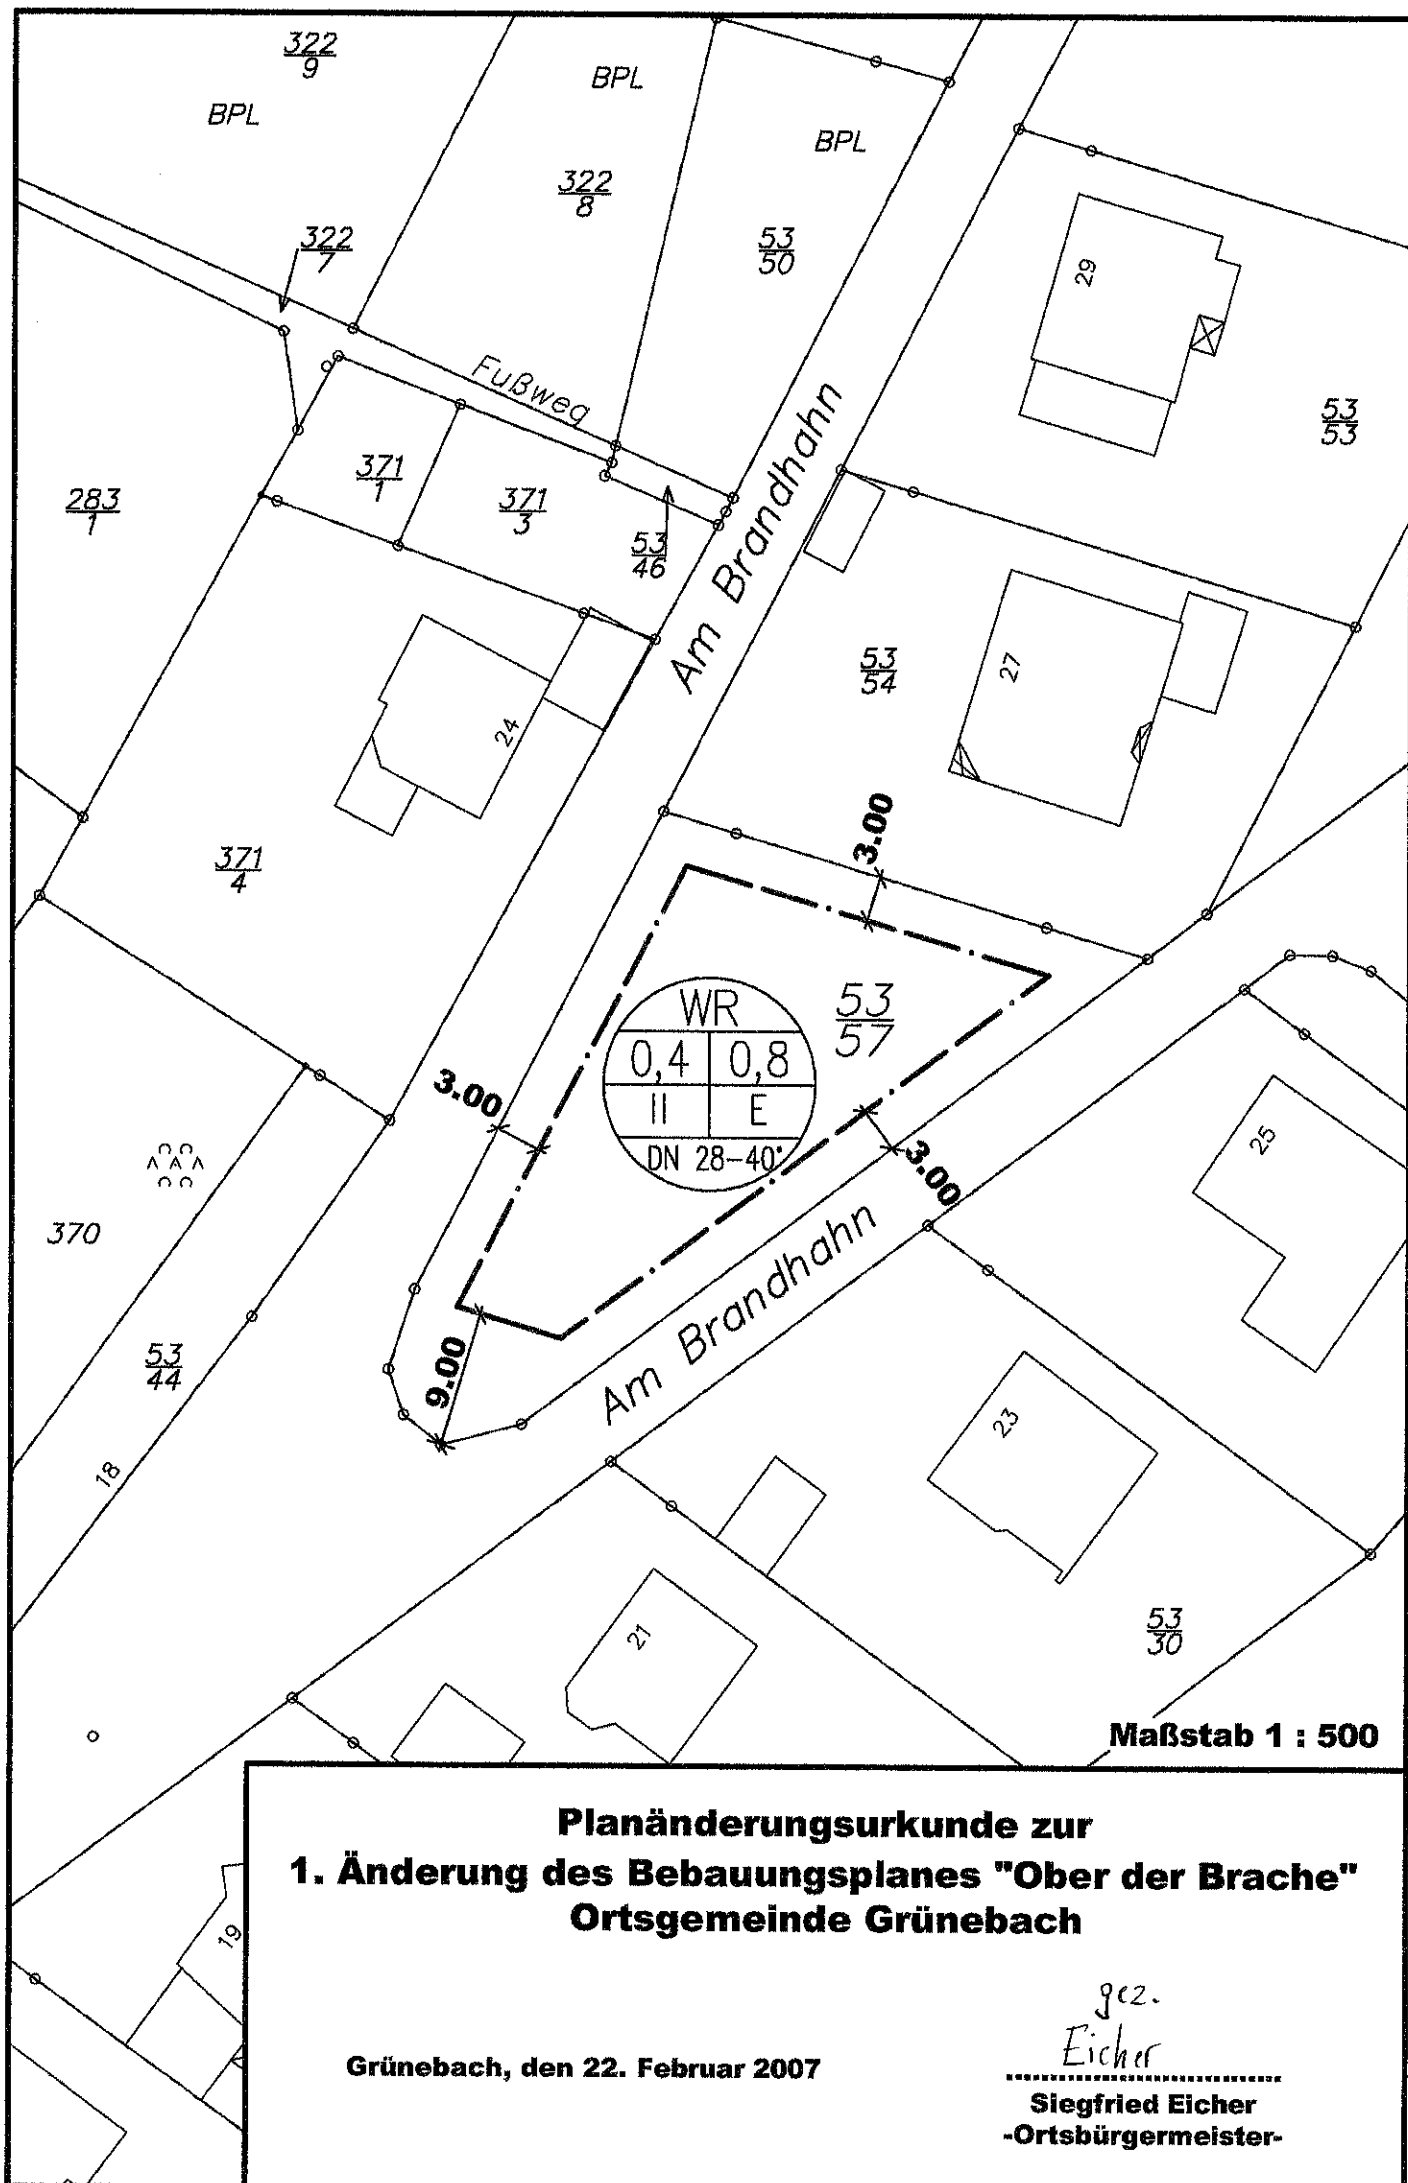 322
9
BPL
BPL
BPL
322
8
322
7
53
50
29
Fußweg
53
53
371
1
283
1
371
3
53
46
Am Brandhahn
53
54
27
24
3.00
371
4
53
57
WR
0,4 0,8
II E
DN 28-40°
3.00
3.00
25
370
Am Brandhahn
9.00
53
44
18
23
21
53
30
Maßstab 1 : 500
Planänderungsurkunde zur
1. Änderung des Bebauungsplanes "Ober der Brache"
Ortsgemeinde Grünebach
19
gez.
Eicher
Grünebach, den 22. Februar 2007
Siegfried Eicher
-Ortsbürgermeister-